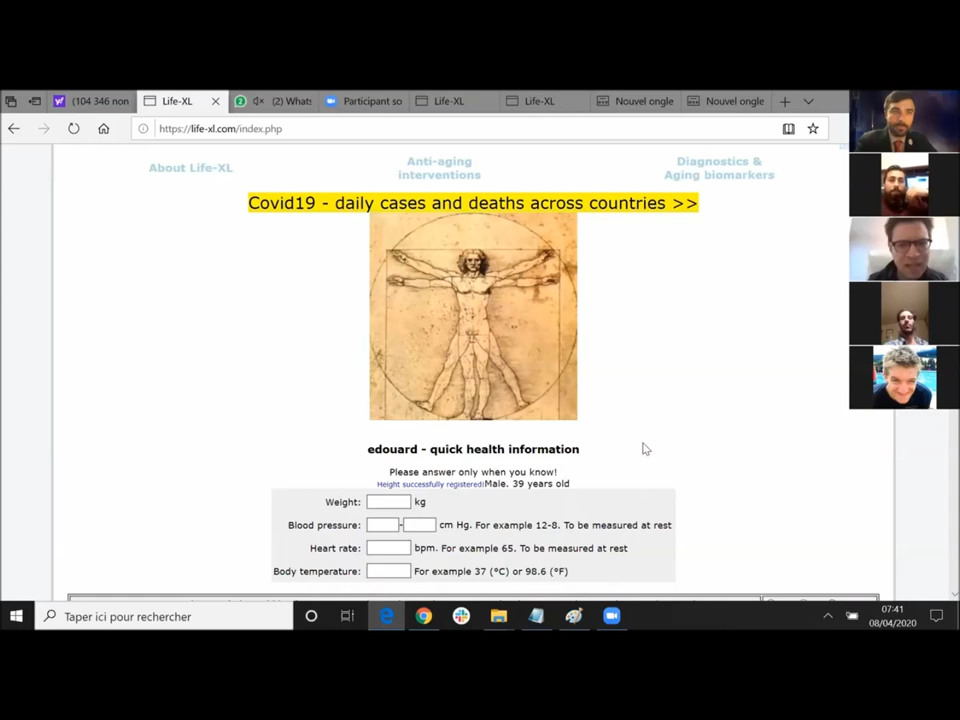 (104 346 non
Life-XL
(2) What:
Participant so
Life-XL
Life-XL
Nouvel ongle
Nouvel ongle
https://life-xl.com/index.php
About Life-XL
Anti-aging
interventions
Diagnostics &
Aging biomarkers
Covid19 - daily cases and deaths across countries >>
edouard - quick health information
Please answer only when you know!
Height successfully registered!Male. 39 years old
Weight: kg
Blood pressure: - cm Hg. For example 12-8. To be measured at rest
Heart rate: bpm. For example 65. To be measured at rest
Body temperature: For example 37 (°C) or 98.6 (°F)
Taper ici pour rechercher
07:41
08/04/2020